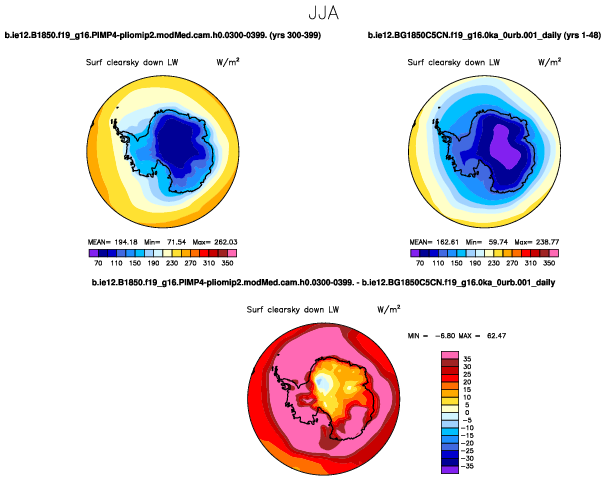 JJA
b.ie12.B1850.f19_g16.PIMP4-pliomip2.modMed.cam.h0.0300-0399. (yrs 300-399)
b.ie12.BG1850C5CN.f19_g16.0ka_0urb.001_daily (yrs 1-48)
Surf clearsky down LW W/m2
Surf clearsky down LW W/m2
MEAN= 194.18 Min= 71.54 Max= 262.03
MEAN= 162.61 Min= 59.74 Max= 238.77
70 110 150 190 230 270 310 350
70 110 150 190 230 270 310 350
b.ie12.B1850.f19_g16.PIMP4-pliomip2.modMed.cam.h0.0300-0399. - b.ie12.BG1850C5CN.f19_g16.0ka_0urb.001_daily
Surf clearsky down LW W/m2
MIN = -6.80 MAX = 62.47
35
30
25
20
15
10
5
0
-5
-10
-15
-20
-25
-30
-35